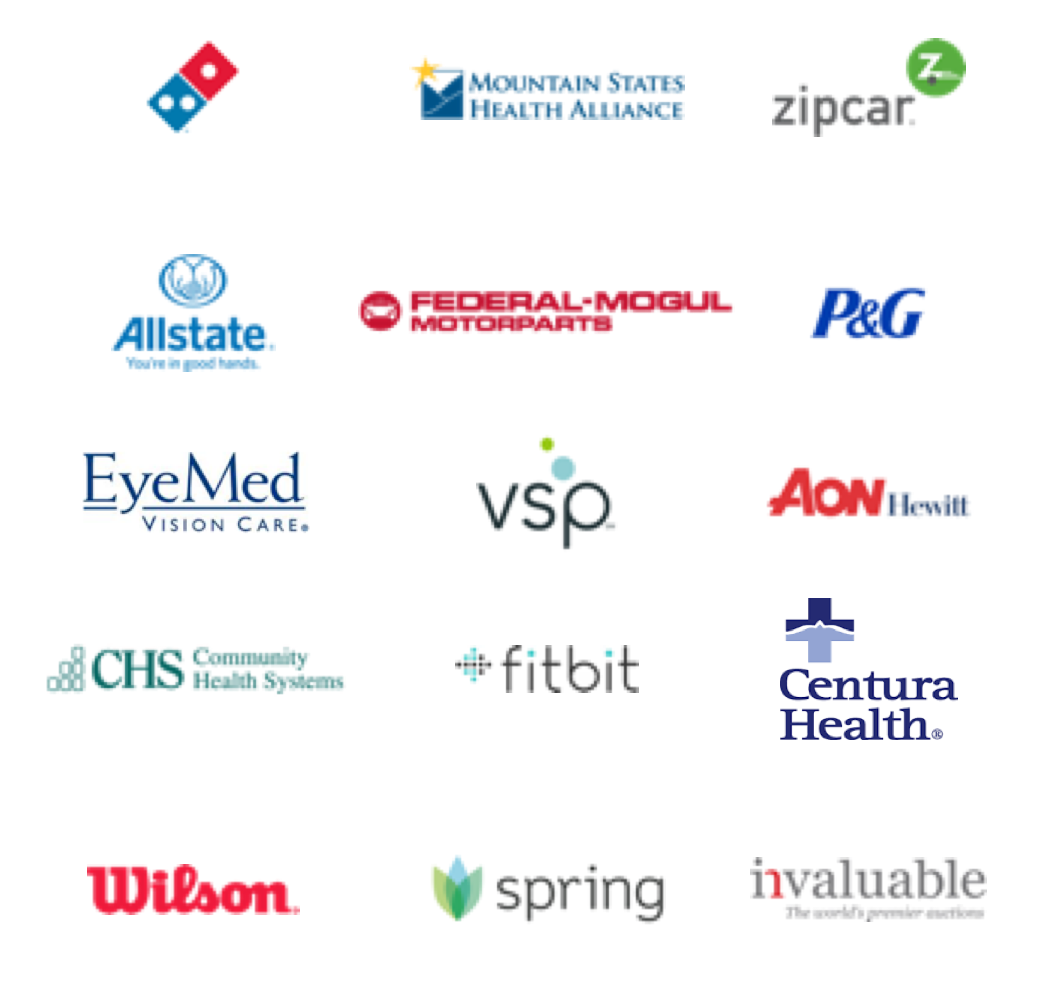 MOUNTAIN STATES
HEALTH ALLIANCE
Z
zipcar.
Allstate.
You're in good hands.
FEDERAL-MOGUL
MOTORPARTS
P&G
EyeMed
VISION CARE®
vsp
AON Hewitt
CHS Community
Health Systems
fitbit
Centura
Health®
Wilson
spring
invaluable
The world's premier auctions